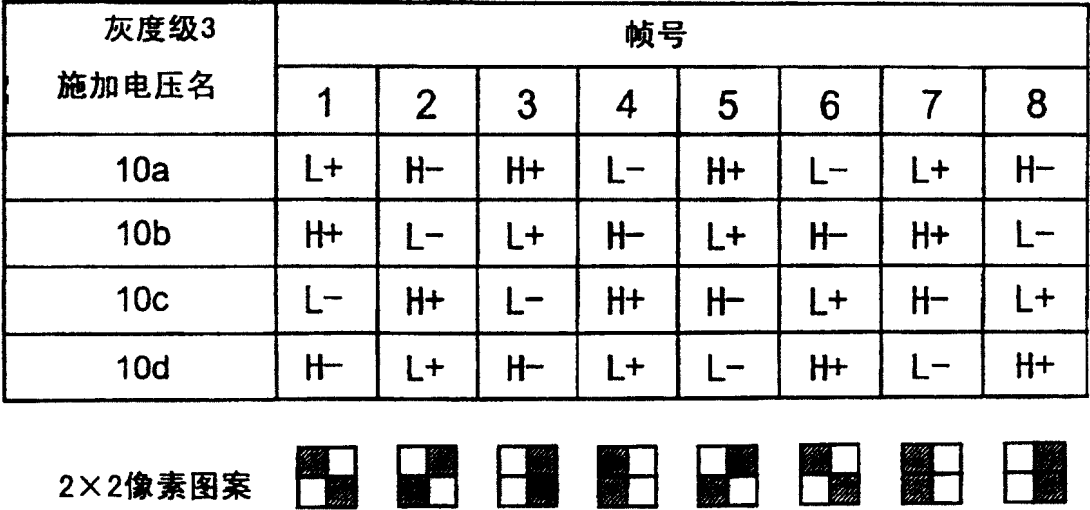 灰度级3
施加电压名
帧号
1 2 3 4 5 6 7 8
10a L+ H- H+ L- H+ L- L+ H-
10b H+ L- L+ H- L+ H- H+ L-
10c L- H+ L- H+ H- L+ H- L+
10d H- L+ H- L+ L- H+ L- H+
2×2像素图案